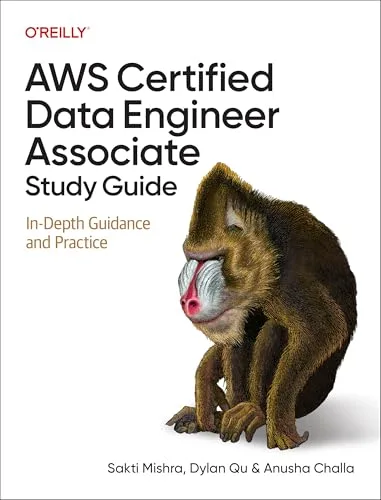 O'REILLY®
AWS Certified
Data Engineer
Associate
Study Guide
In-Depth Guidance
and Practice
Sakti Mishra, Dylan Qu & Anusha Challa